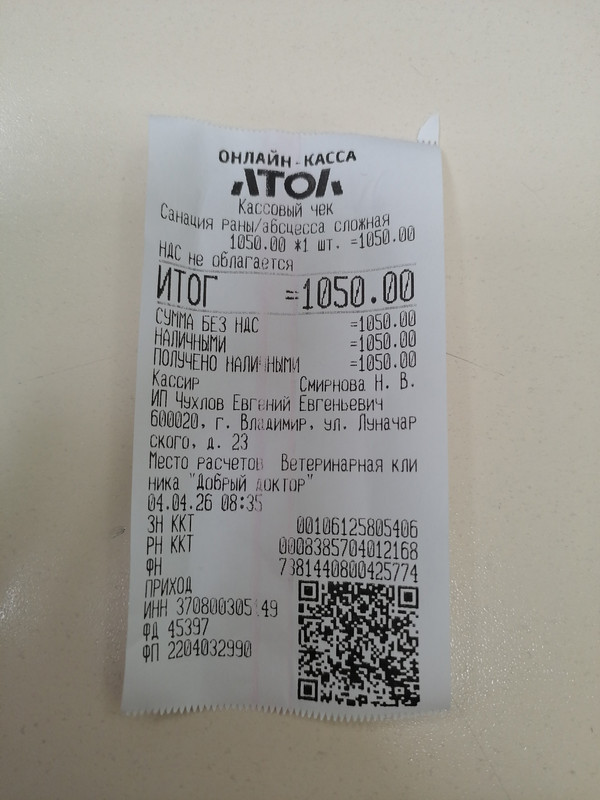 ОНЛАЙН-КАССА
АТОЛ
Кассовый чек
Санация раны/абсцесса сложная
1050.00 *1 шт. =1050.00
НДС не облагается
ИТОГ =1050.00
СУММА БЕЗ НДС =1050.00
НАЛИЧНЫМИ =1050.00
ПОЛУЧЕНО НАЛИЧНЫМИ =1050.00
Кассир Смирнова Н. В.
ИП Чухлов Евгений Евгеньевич
600020, г. Владимир, ул. Луначар
ского, д. 23
Место расчетов Ветеринарная кли
ника "Добрый доктор"
04.04.26 08:35
ЗН ККТ 00106125805406
РН ККТ 0008385704012168
ФН 7381440800425774
ПРИХОД
ИНН
ФД 45397
ФП 2204032990